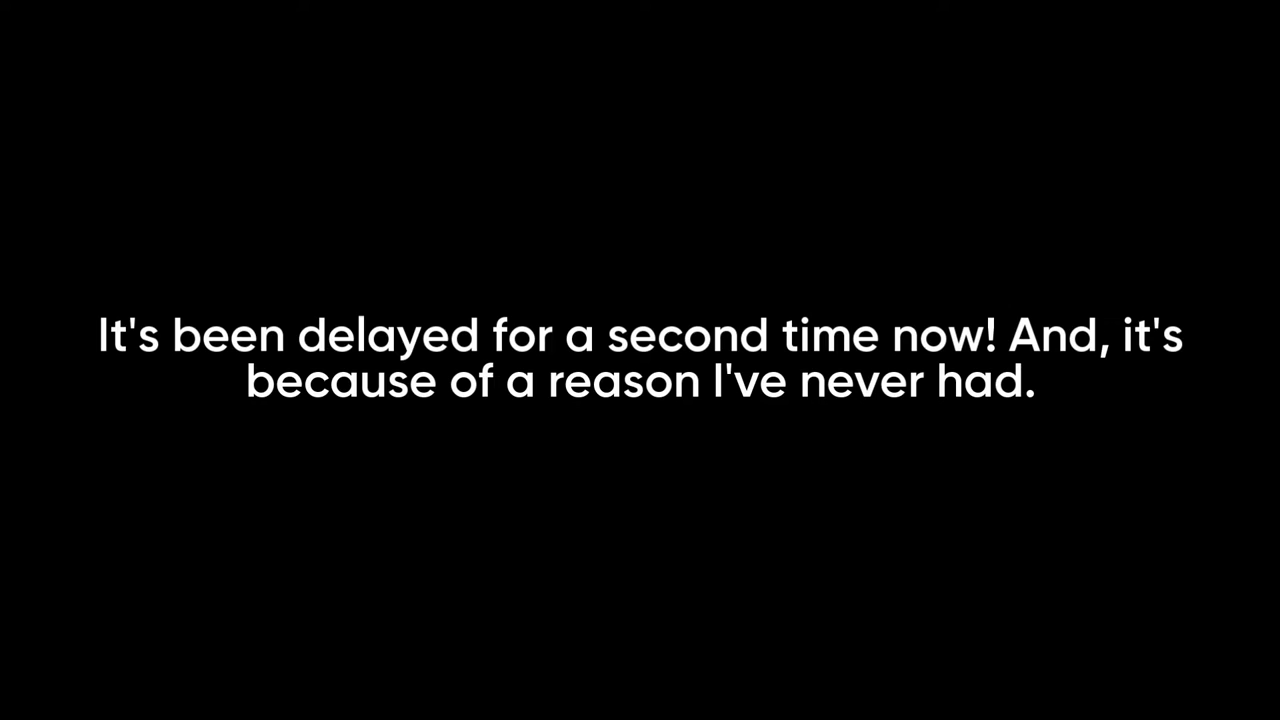 It's been delayed for a second time now! And, it's
because of a reason I've never had.